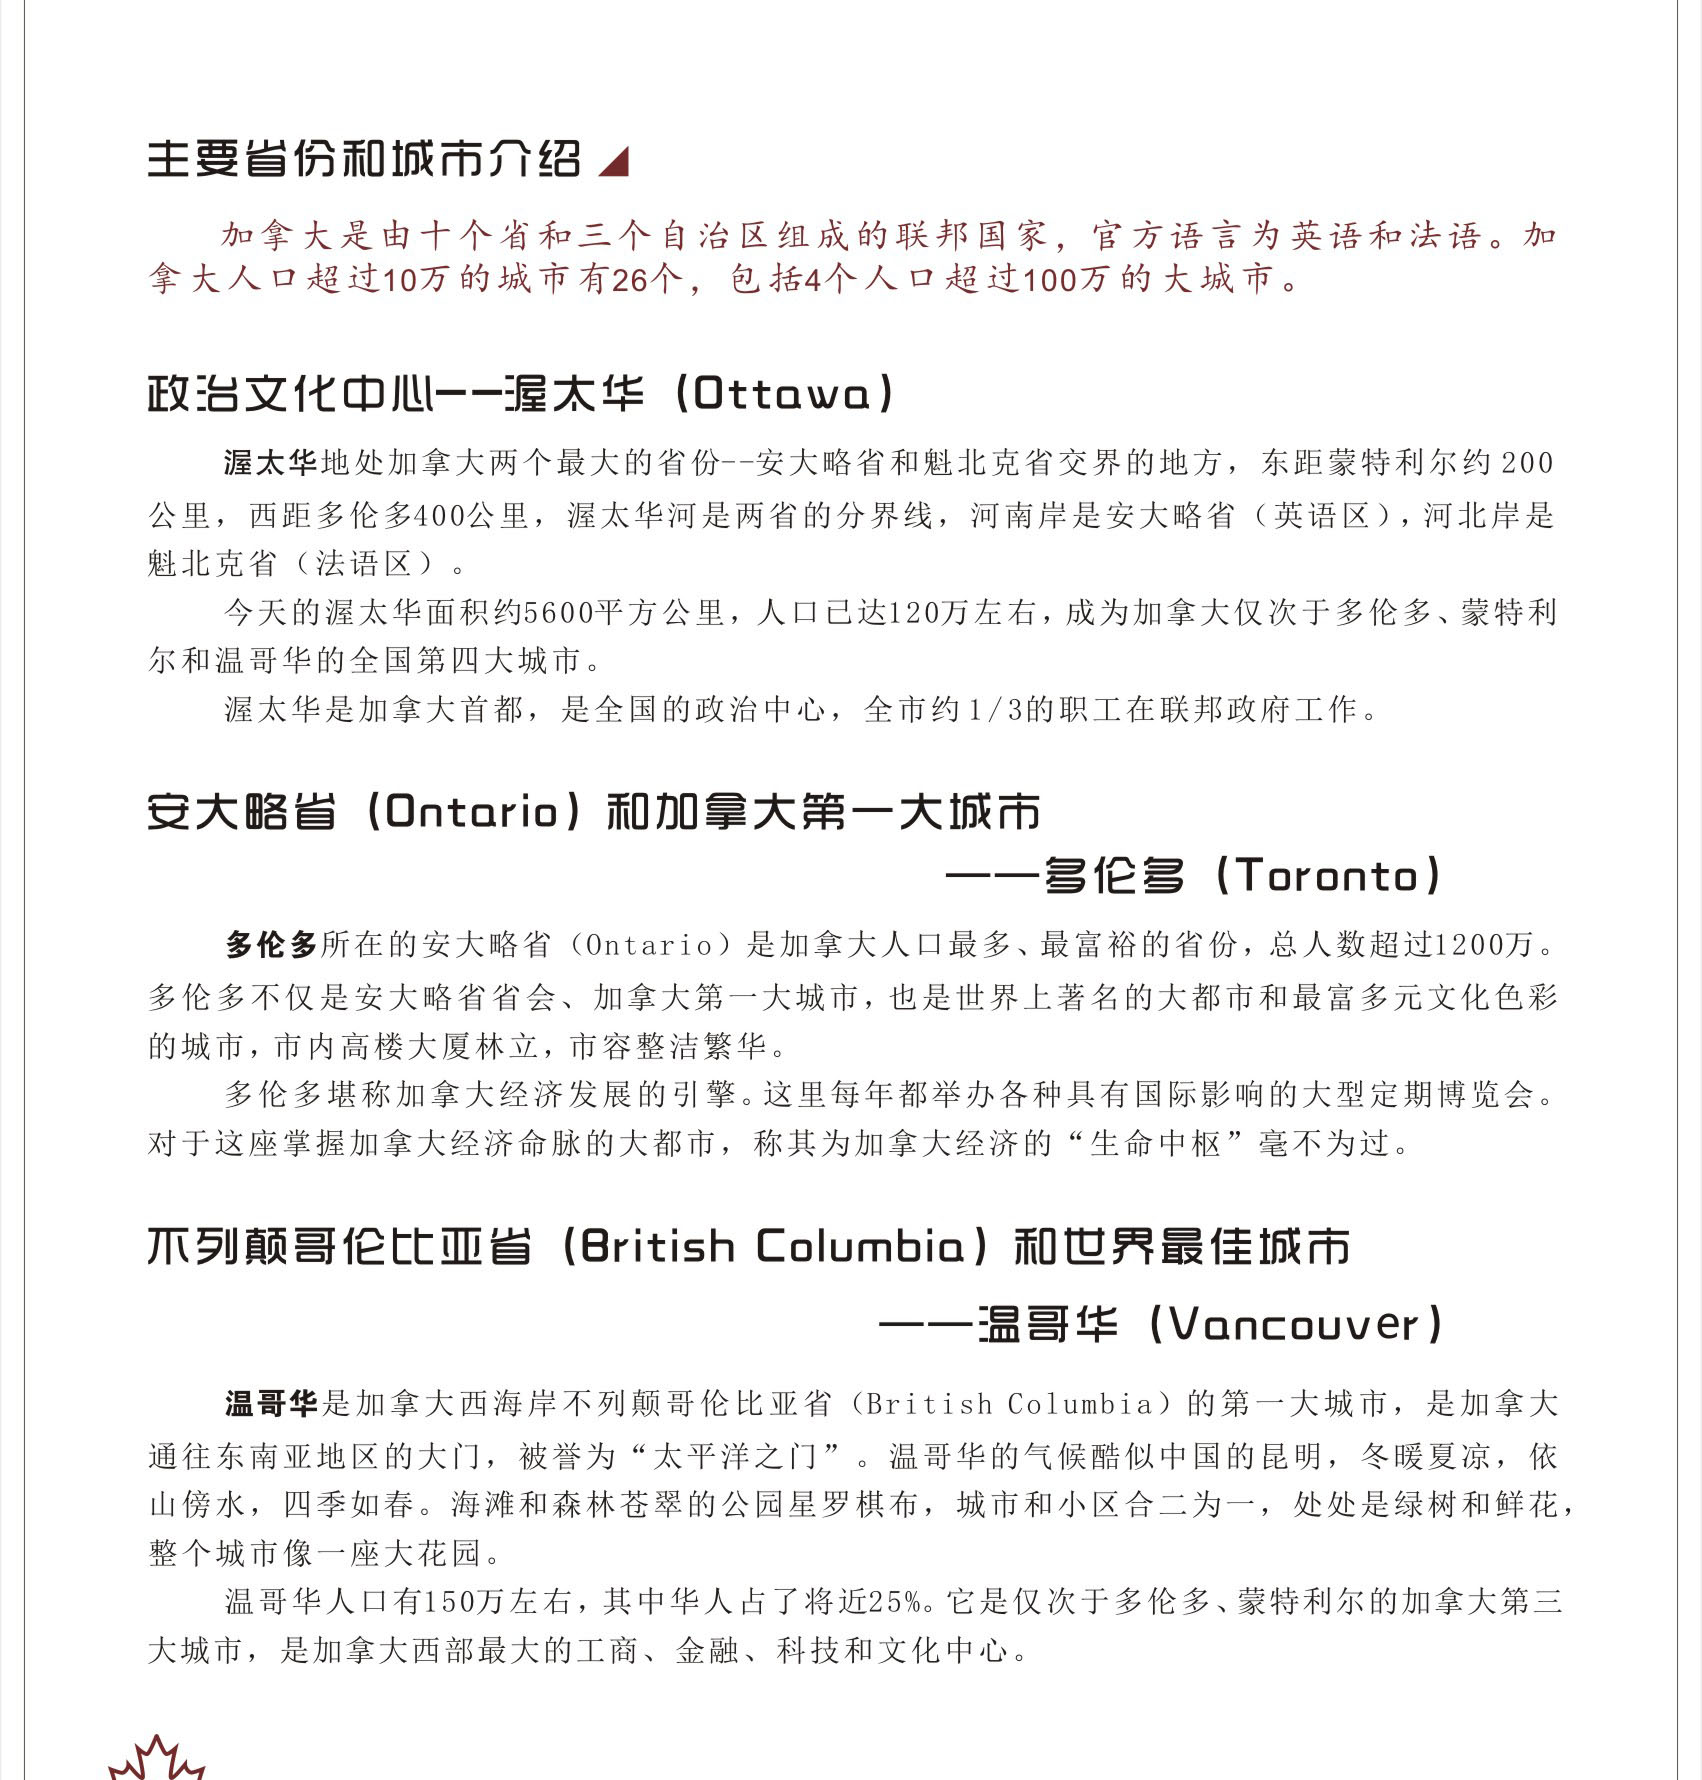 主要省份和城市介绍
加拿大是由十个省和三个自治区组成的联邦国家，官方语言为英语和法语。加
拿大人口超过10万的城市有26个，包括4个人口超过100万的大城市。
政治文化中心——渥太华（Ottawa）
渥太华地处加拿大两个最大的省份--安大略省和魁北克省交界的地方，东距蒙特利尔约200
公里，西距多伦多400公里，渥太华河是两省的分界线，河南岸是安大略省（英语区），河北岸是
魁北克省（法语区）。
今天的渥太华面积约5600平方公里，人口已达120万左右，成为加拿大仅次于多伦多、蒙特利
尔和温哥华的全国第四大城市。
渥太华是加拿大首都，是全国的政治中心，全市约1/3的职工在联邦政府工作。
安大略省（Ontario）和加拿大第一大城市
——多伦多（Toronto）
多伦多所在的安大略省（Ontario）是加拿大人口最多、最富裕的省份，总人数超过1200万。
多伦多不仅是安大略省省会、加拿大第一大城市，也是世界上著名的大都市和最富多元文化色彩
的城市，市内高楼大厦林立，市容整洁繁华。
多伦多堪称加拿大经济发展的引擎。这里每年都举办各种具有国际影响的大型定期博览会。
对于这座掌握加拿大经济命脉的大都市，称其为加拿大经济的“生命中枢”毫不为过。
不列颠哥伦比亚省（British Columbia）和世界最佳城市
——温哥华（Vancouver）
温哥华是加拿大西海岸不列颠哥伦比亚省（British Columbia）的第一大城市，是加拿大
通往东南亚地区的大门，被誉为“太平洋之门”。温哥华的气候酷似中国的昆明，冬暖夏凉，依
山傍水，四季如春。海滩和森林苍翠的公园星罗棋布，城市和小区合二为一，处处是绿树和鲜花，
整个城市像一座大花园。
温哥华人口有150万左右，其中华人占了将近25%。它是仅次于多伦多、蒙特利尔的加拿大第三
大城市，是加拿大西部最大的工商、金融、科技和文化中心。